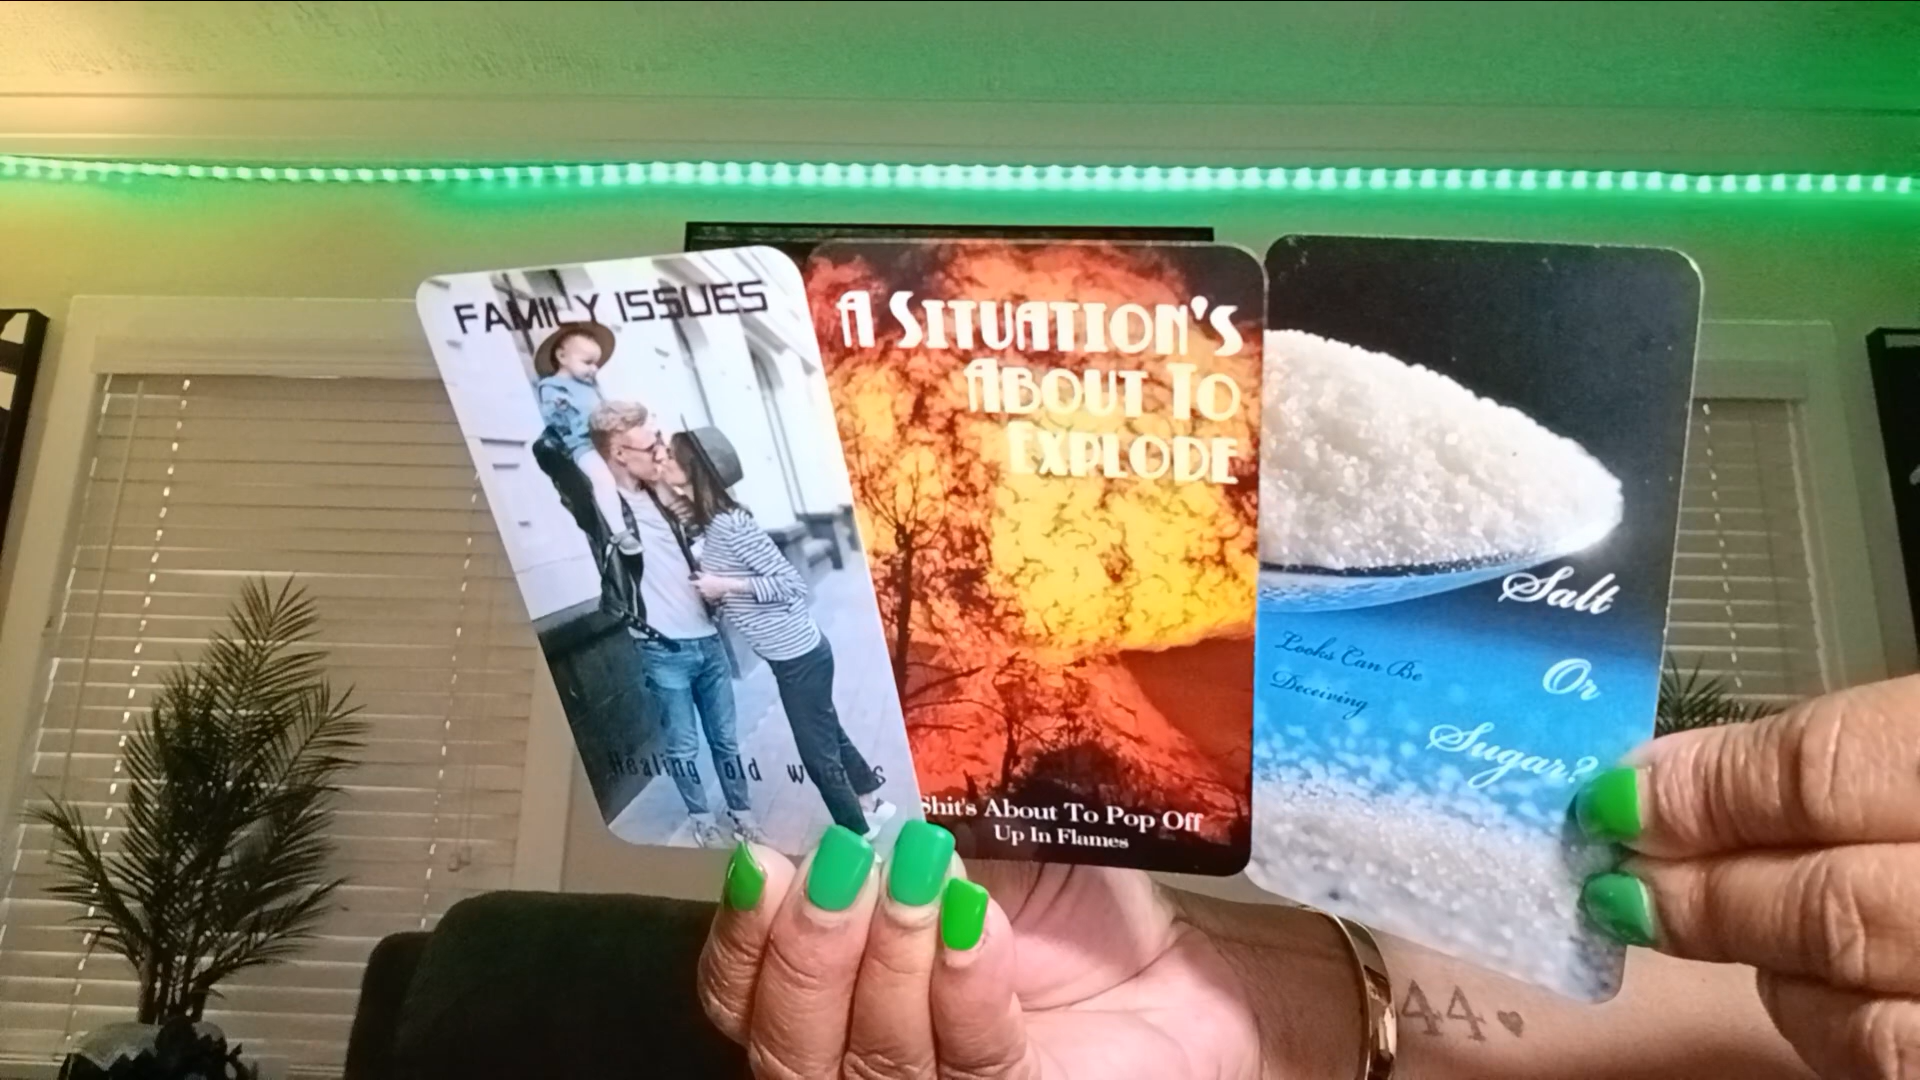 FAMILY ISSUES
Healing old
A SITUATION'S
ABOUT TO
EXPLODE
Shit's About To Pop Off
Up In Flames
Salt
Or
Sugar?
Looks Can Be
Deceiving
44